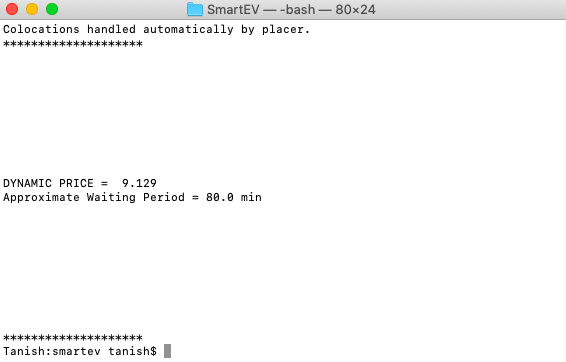 SmartEV — -bash — 80×24
Colocations handled automatically by placer.
********************
DYNAMIC PRICE =  9.129
Approximate Waiting Period = 80.0 min
********************
Tanish:smartev tanish$